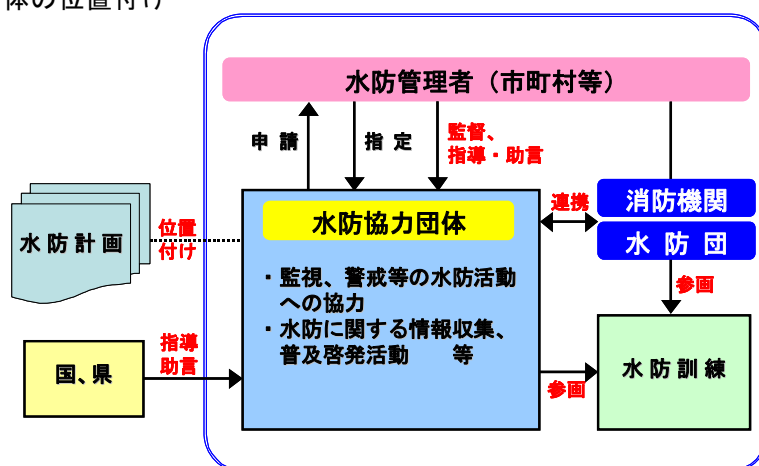 体の位置付け
水防管理者（市町村等）
申 請
指 定
監督、
指導・助言
水防協力団体
・監視、警戒等の水防活動
への協力
・水防に関する情報収集、
普及啓発活動　　等
連携
消防機関
水 防 団
水 防 計 画
位置
付け
参画
国、県
指導
助言
参画
水 防 訓 練